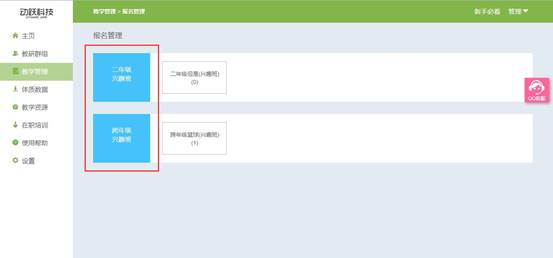 动跃科技
教学管理 > 报名管理
新手必看 管理
主页
教研群组
教学管理
体质数据
教学资源
在职培训
使用帮助
设置
报名管理
二年级
兴趣班
二年级 (兴趣班)
(0)
跨年级
兴趣班
跨年级篮球(兴趣班)
(1)
QQ客服